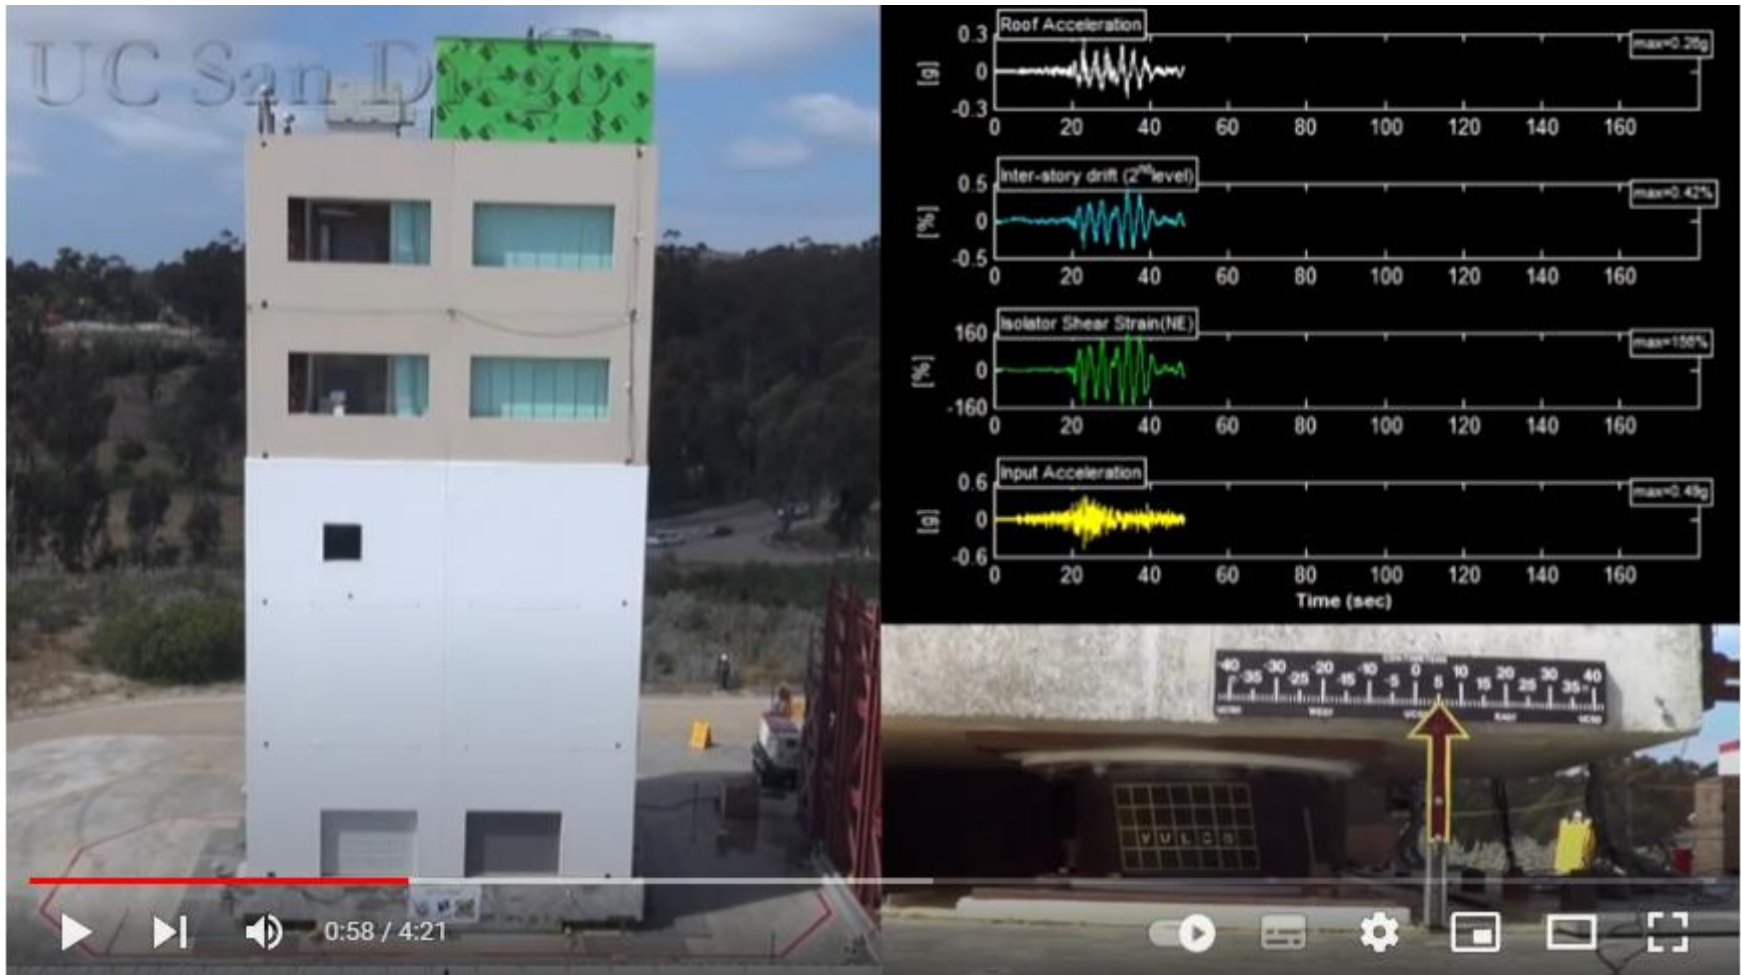 UC San Diego
Roof Acceleration
max=0.26g
0.3
0
-0.3
[g]
0 20 40 60 80 100 120 140 160
Inter-story drift (2nd level)
max=0.42%
0.5
0
-0.5
[%]
0 20 40 60 80 100 120 140 160
Isolator Shear Strain(NE)
max=156%
160
0
-160
[%]
0 20 40 60 80 100 120 140 160
Input Acceleration
max=0.49g
0.6
0
-0.6
[g]
0 20 40 60 80 100 120 140 160
Time (sec)
CENTIMETERS
-40 -30 -20 -10 0 10 20 30 40
-35 -25 -15 -5 5 15 25 35
UCSD WEST EAST UCSD
VULCO
0:58 / 4:21